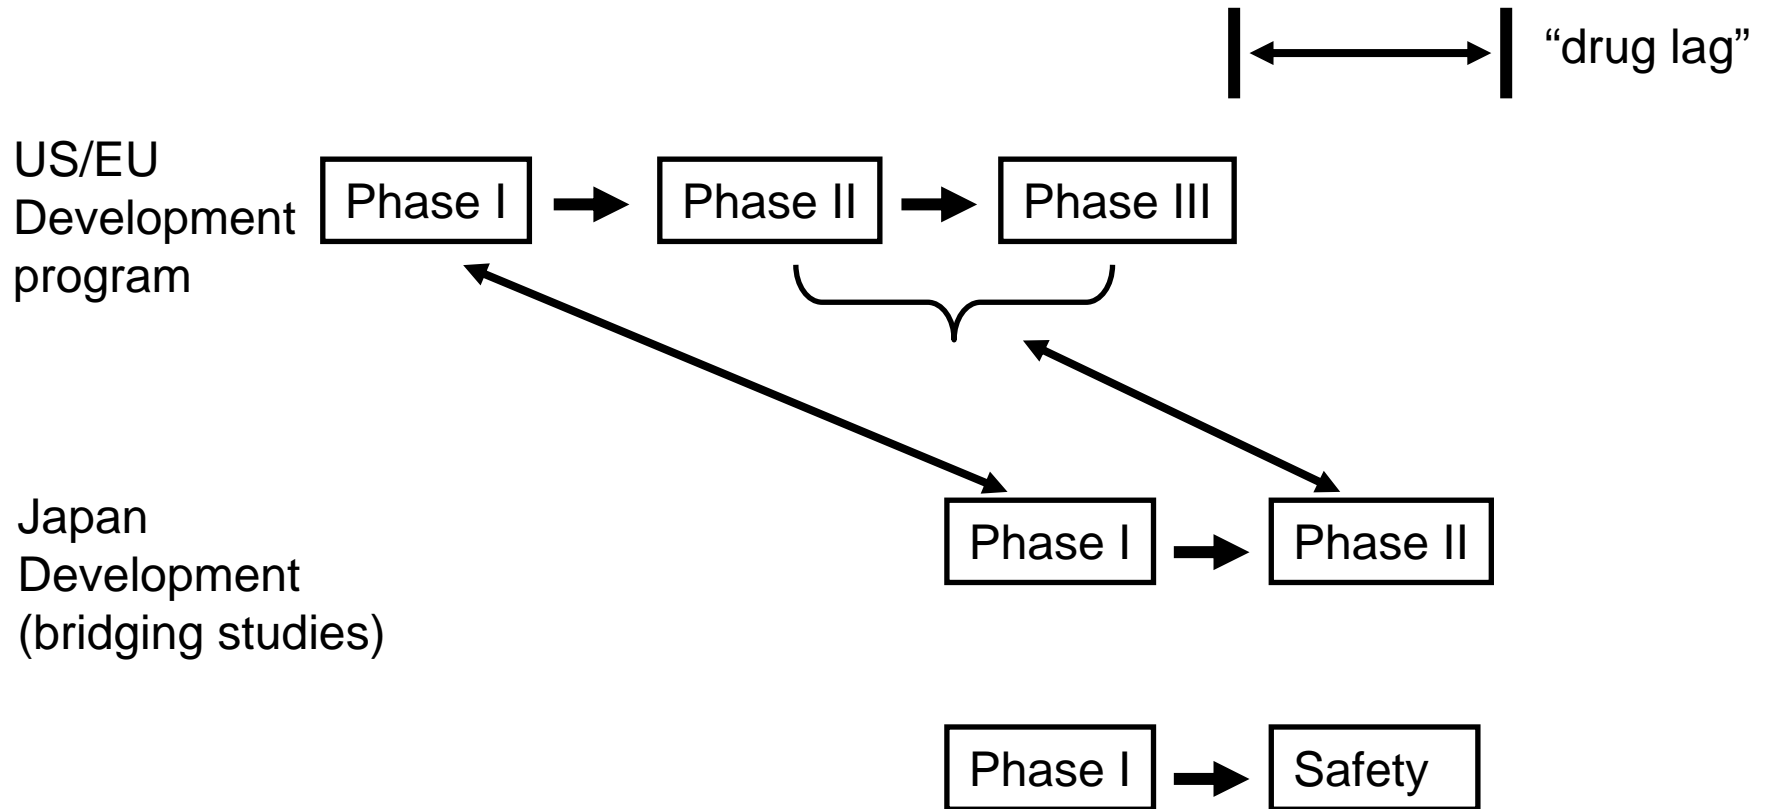 “drug lag”
US/EU
Development
program
Phase I
Phase II
Phase III
Japan
Development
(bridging studies)
Phase I
Phase II
Phase I
Safety